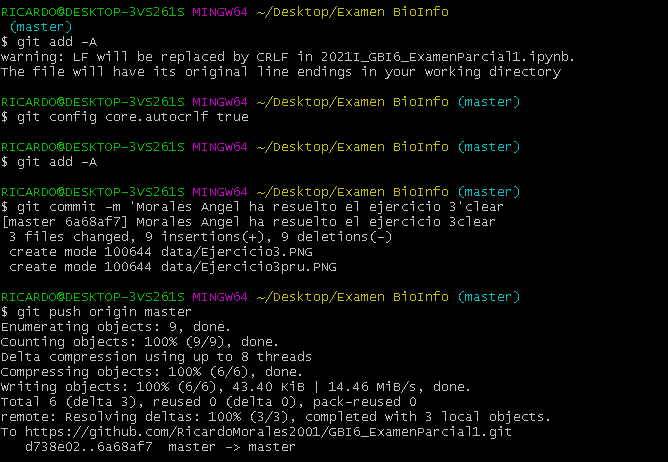 RICARDO@DESKTOP-3VS261S MINGW64 ~/Desktop/Examen BioInfo
(master)
$ git add -A
warning: LF will be replaced by CRLF in 2021I_GBI6_ExamenParcial1.ipynb.
The file will have its original line endings in your working directory
RICARDO@DESKTOP-3VS261S MINGW64 ~/Desktop/Examen BioInfo (master)
$ git config core.autocrlf true
RICARDO@DESKTOP-3VS261S MINGW64 ~/Desktop/Examen BioInfo (master)
$ git add -A
RICARDO@DESKTOP-3VS261S MINGW64 ~/Desktop/Examen BioInfo (master)
$ git commit -m 'Morales Angel ha resuelto el ejercicio 3'clear
[master 6a68af7] Morales Angel ha resuelto el ejercicio 3clear
3 files changed, 9 insertions(+), 9 deletions(-)
create mode 100644 data/Ejercicio3.PNG
create mode 100644 data/Ejercicio3pru.PNG
RICARDO@DESKTOP-3VS261S MINGW64 ~/Desktop/Examen BioInfo (master)
$ git push origin master
Enumerating objects: 9, done.
Counting objects: 100% (9/9), done.
Delta compression using up to 8 threads
Compressing objects: 100% (6/6), done.
Writing objects: 100% (6/6), 43.40 KiB | 14.46 MiB/s, done.
Total 6 (delta 3), reused 0 (delta 0), pack-reused 0
remote: Resolving deltas: 100% (3/3), completed with 3 local objects.
To https://github.com/RicardoMorales2001/GBI6_ExamenParcial1.git
d738e02..6a68af7  master -> master